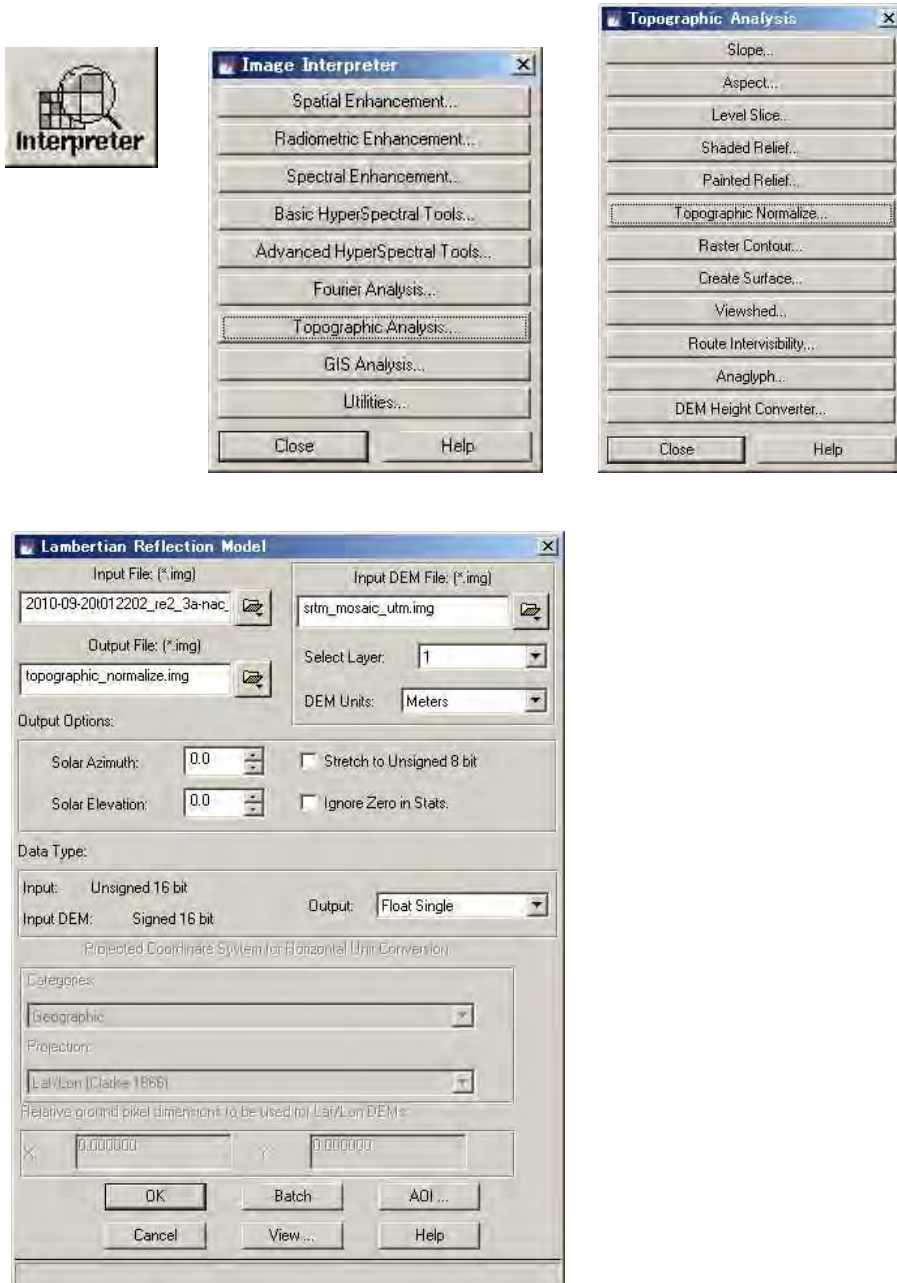 Interpreter
Image Interpreter
Spatial Enhancement...
Radiometric Enhancement...
Spectral Enhancement...
Basic HyperSpectral Tools...
Advanced HyperSpectral Tools...
Fourier Analysis...
Topographic Analysis...
GIS Analysis...
Utilities...
Close Help
Topographic Analysis
Slope...
Aspect...
Level Slice...
Shaded Relief...
Painted Relief...
Topographic Normalize...
Raster Contour...
Create Surface...
Viewshed...
Route Intervisibility...
Anaglyph...
DEM Height Converter...
Close Help
Lambertian Reflection Model
Input File: (*.img)
2010-09-20t012202_re2_3a-nac_
Output File: (*.img)
topographic_normalize.img
Input DEM File: (*.img)
srtm_mosaic_utm.img
Select Layer: 1
DEM Units: Meters
Output Options:
Solar Azimuth: 0.0 Stretch to Unsigned 8 bit
Solar Elevation: 0.0 Ignore Zero in Stats.
Data Type:
Input: Unsigned 16 bit
Input DEM: Signed 16 bit
Output: Float Single
Projected Coordinate System for Horizontal Unit Conversion
Categories:
Geographic
Projection:
Lat/Lon (Clarke 1866)
Relative ground pixel dimensions to be used for Lat/Lon DEMs:
X: 0.000000 Y: 0.000000
OK Batch AOI ...
Cancel View ... Help